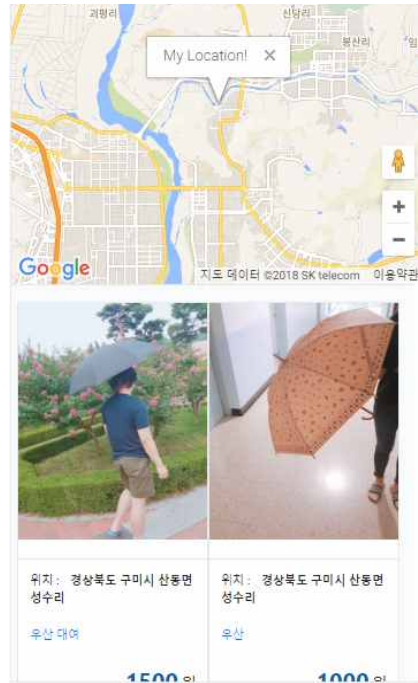 괴평리
신당리
봉산리
임
My Location! ×
Google
지도 데이터 ©2018 SK telecom 이용약관
위치 : 경상북도 구미시 산동면
성수리
우산 대여
1500 원
위치 : 경상북도 구미시 산동면
성수리
우산
1000 원